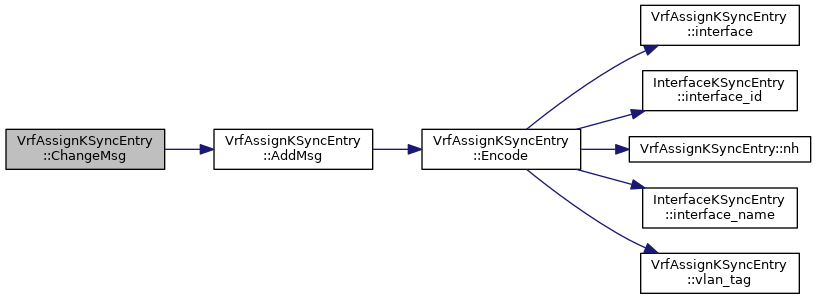 VrfAssignKSyncEntry
::ChangeMsg
VrfAssignKSyncEntry
::AddMsg
VrfAssignKSyncEntry
::Encode
VrfAssignKSyncEntry
::interface
InterfaceKSyncEntry
::interface_id
VrfAssignKSyncEntry::nh
InterfaceKSyncEntry
::interface_name
VrfAssignKSyncEntry
::vlan_tag